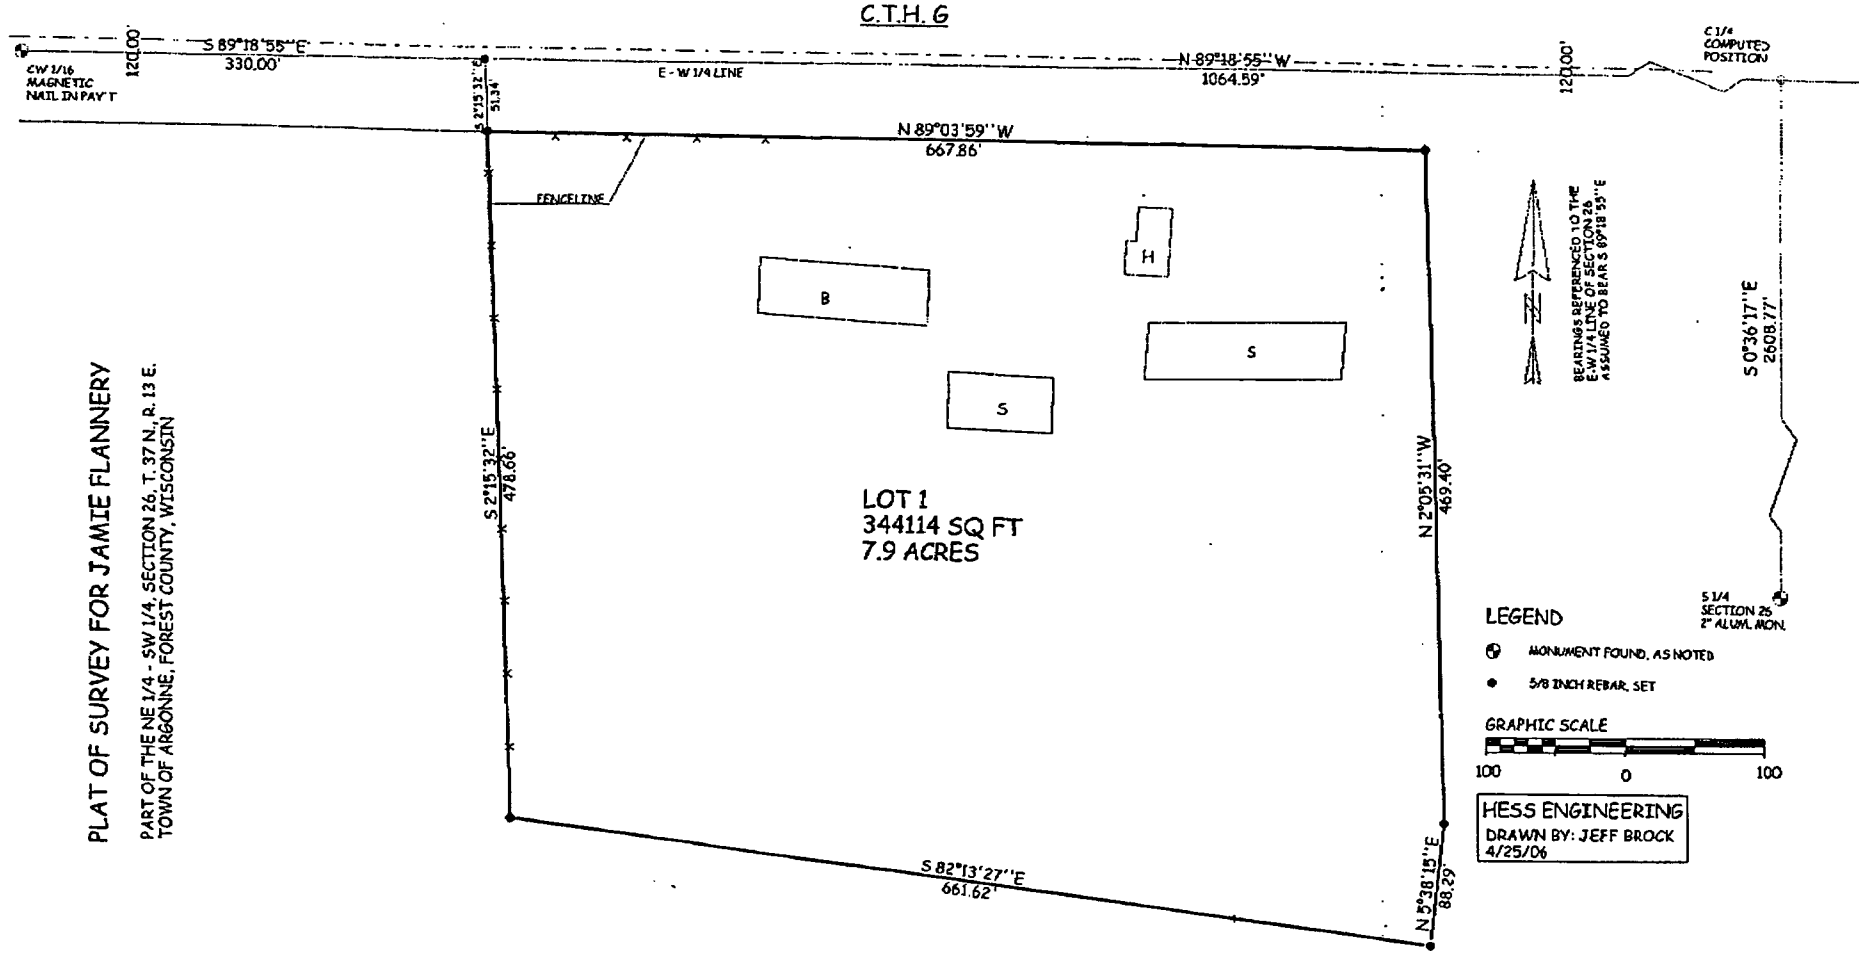 C.T.H. G
120.00'
S 89°18'55''E
330.00'
CW 1/16
MAGNETIC
NAIL IN PAV'T
S 2°15'32''E
51.34'
E - W 1/4 LINE
N 89°18'55''W
1064.59'
120.00'
C 1/4
COMPUTED
POSITION
N 89°03'59''W
667.86'
FENCELINE
B
H
S
S
BEARINGS REFERENCED TO THE
E-W 1/4 LINE OF SECTION 26
ASSUMED TO BEAR S 89°18'55''E
N
S 0°36'17''E
2608.77'
PLAT OF SURVEY FOR JAMIE FLANNERY
PART OF THE NE 1/4 - SW 1/4, SECTION 26, T. 37 N., R. 13 E.
TOWN OF ARGONNE, FOREST COUNTY, WISCONSIN
S 2°15'32''E
478.66'
LOT 1
344114 SQ FT
7.9 ACRES
N 2°05'31''W
469.40'
S 1/4
SECTION 26
2" ALUM. MON.
LEGEND
MONUMENT FOUND, AS NOTED
5/8 INCH REBAR, SET
GRAPHIC SCALE
100 0 100
HESS ENGINEERING
DRAWN BY: JEFF BROCK
4/25/06
S 82°13'27''E
661.62'
N 5°38'15''E
88.29'